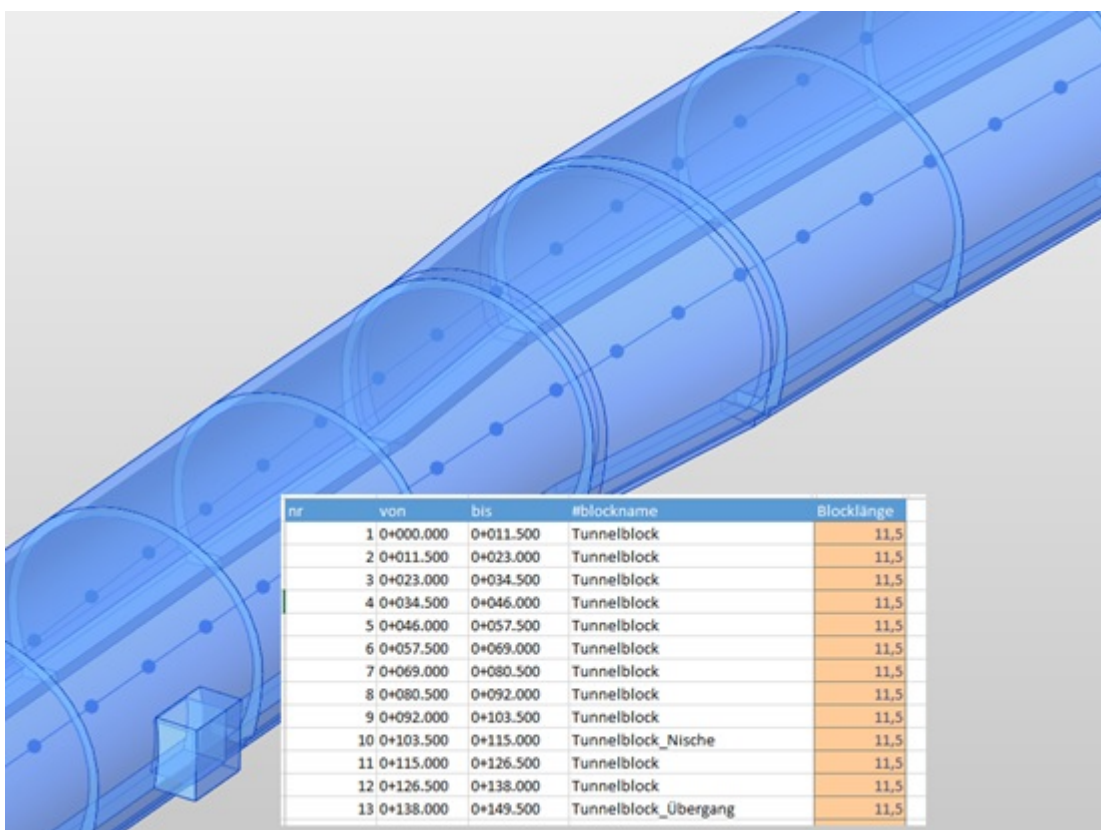 nr von bis #blockname Blocklänge
1 0+000.000 0+011.500 Tunnelblock 11,5
2 0+011.500 0+023.000 Tunnelblock 11,5
3 0+023.000 0+034.500 Tunnelblock 11,5
4 0+034.500 0+046.000 Tunnelblock 11,5
5 0+046.000 0+057.500 Tunnelblock 11,5
6 0+057.500 0+069.000 Tunnelblock 11,5
7 0+069.000 0+080.500 Tunnelblock 11,5
8 0+080.500 0+092.000 Tunnelblock 11,5
9 0+092.000 0+103.500 Tunnelblock 11,5
10 0+103.500 0+115.000 Tunnelblock_Nische 11,5
11 0+115.000 0+126.500 Tunnelblock 11,5
12 0+126.500 0+138.000 Tunnelblock 11,5
13 0+138.000 0+149.500 Tunnelblock_Übergang 11,5